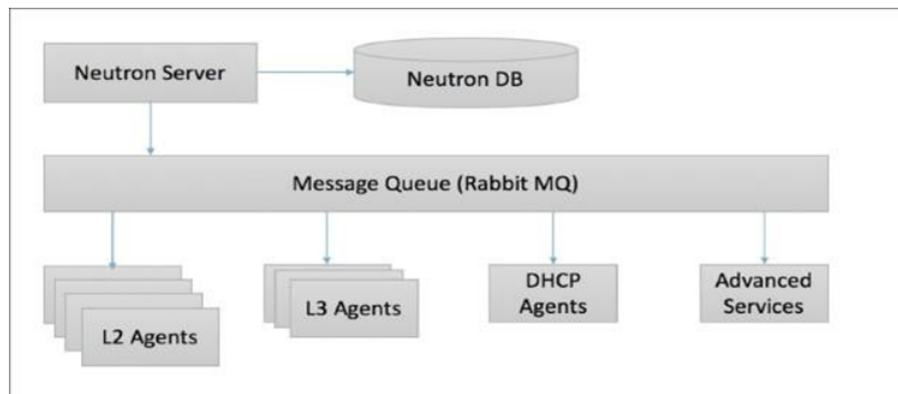 Neutron Server
Neutron DB
Message Queue (Rabbit MQ)
L2 Agents
L3 Agents
DHCP
Agents
Advanced
Services